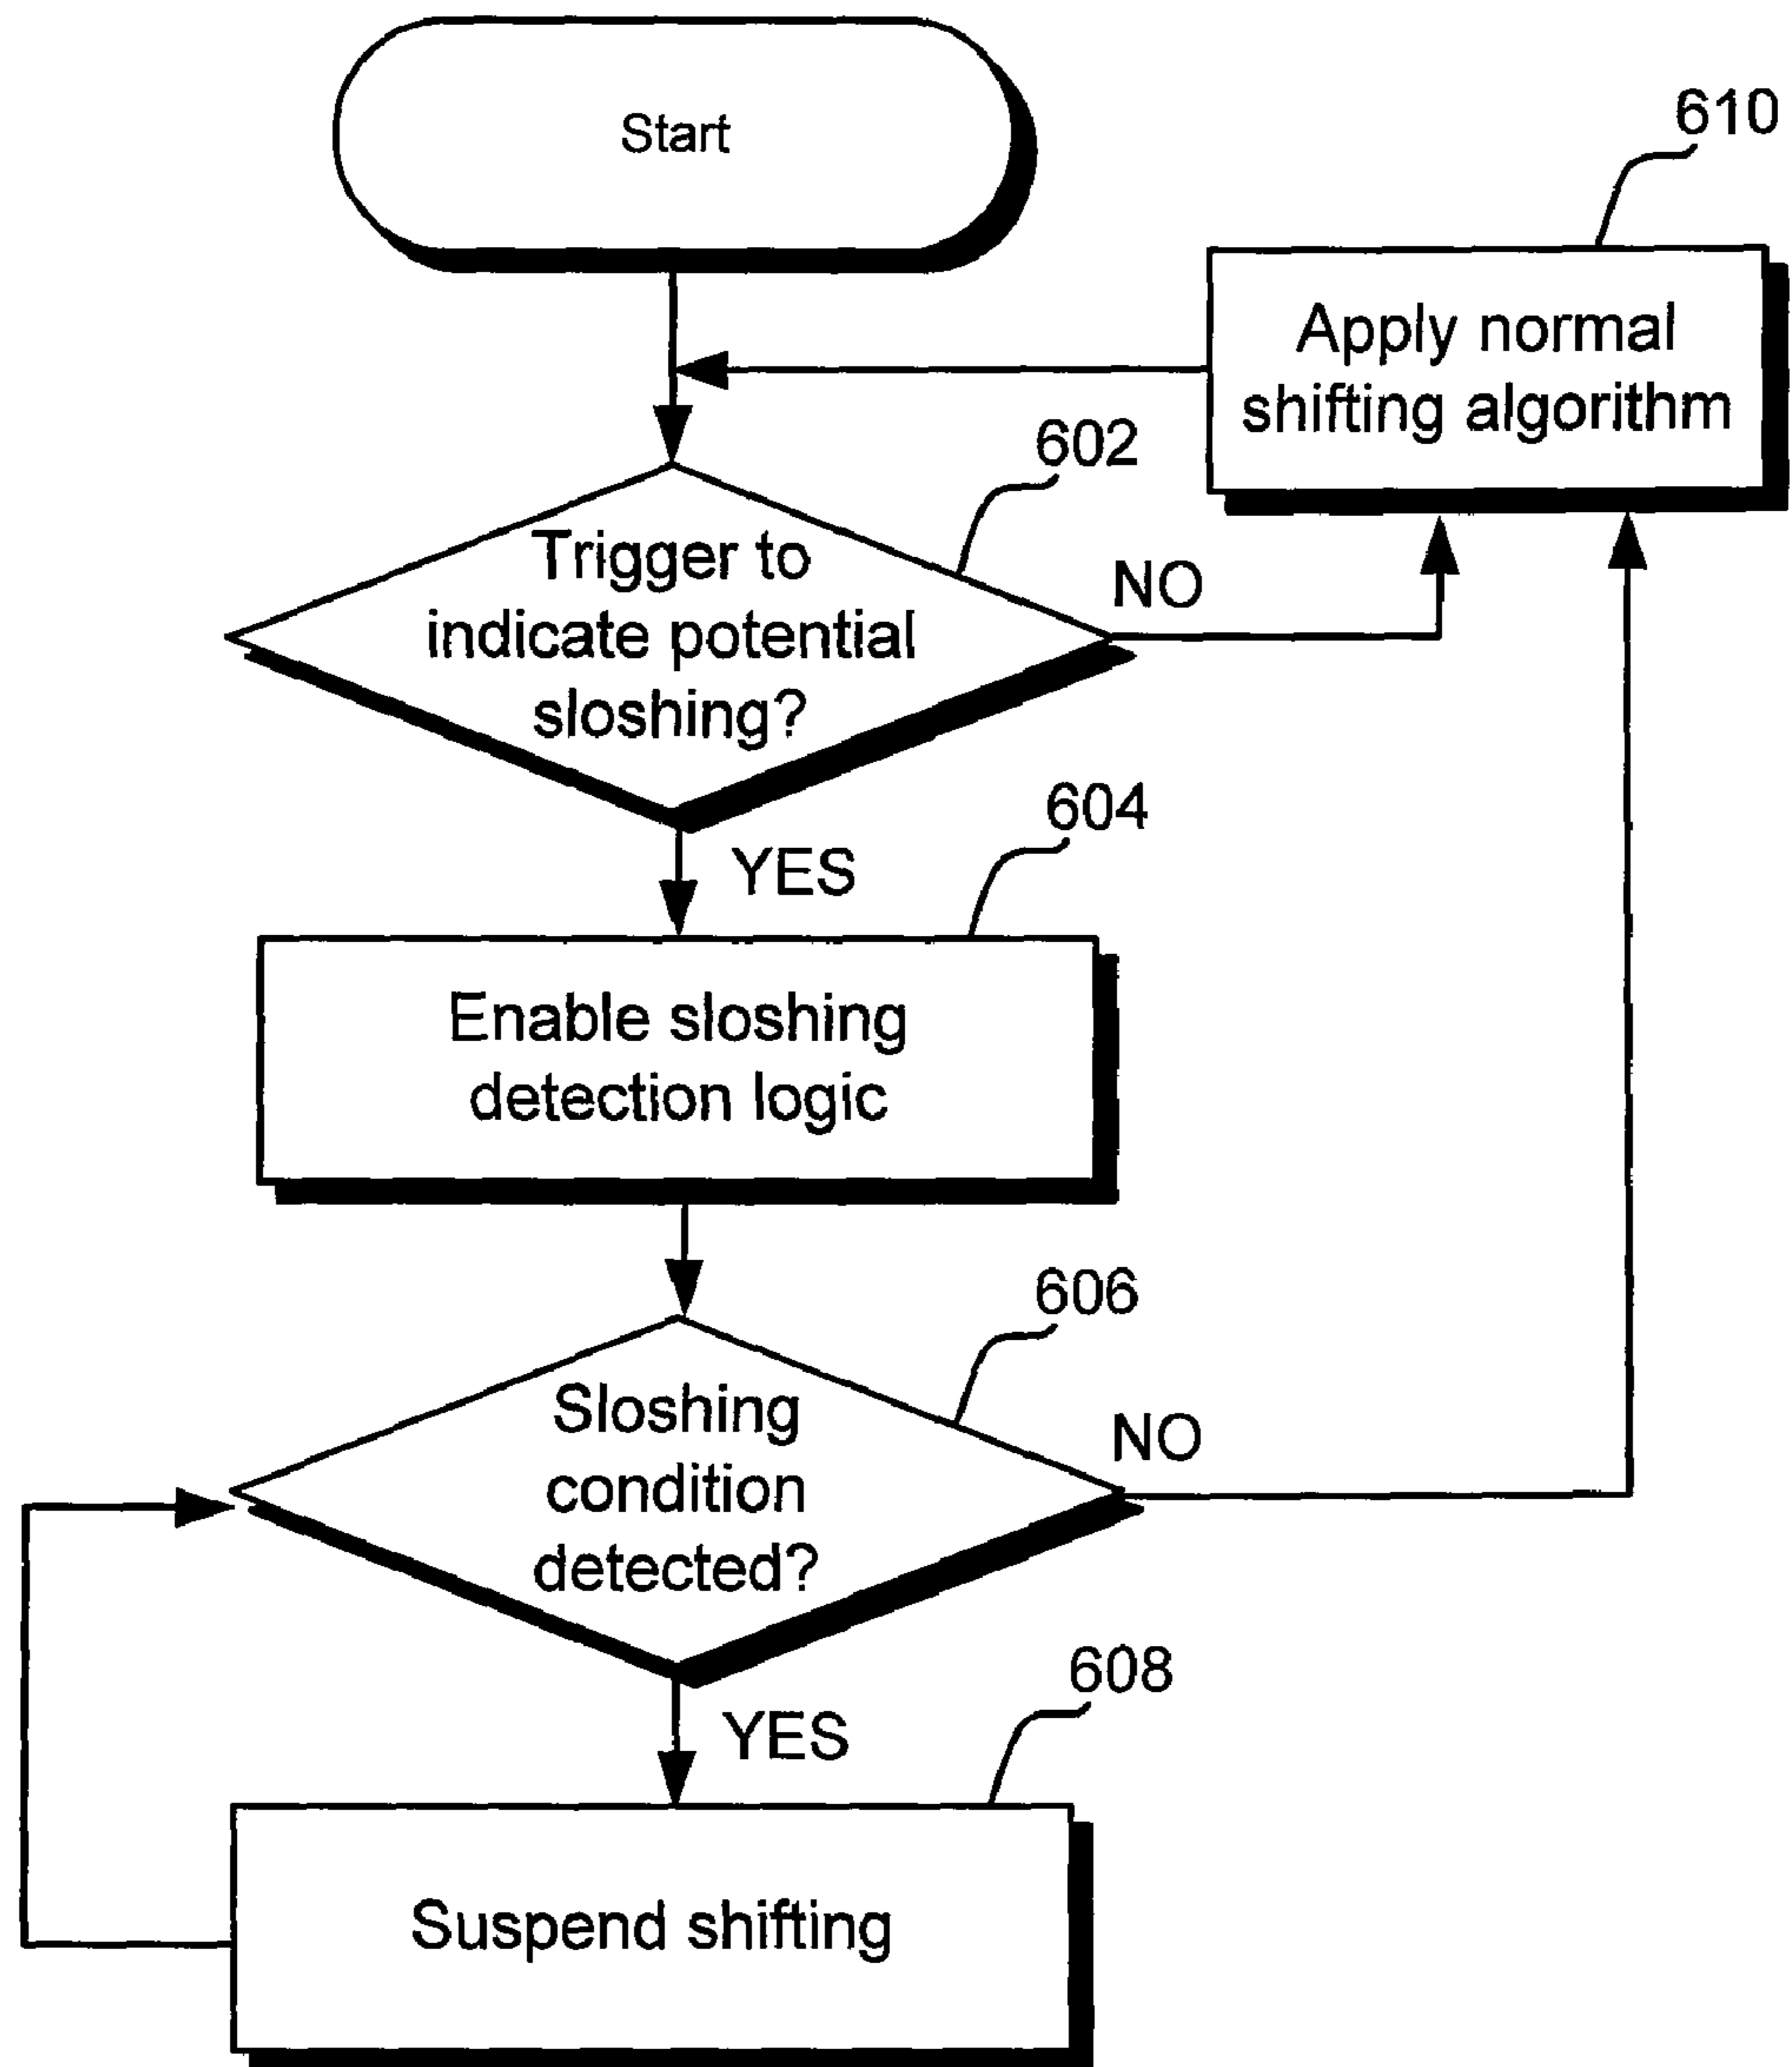 Start
610
Apply normal
shifting algorithm
602
Trigger to
indicate potential
sloshing?
NO
604
YES
Enable sloshing
detection logic
606
Sloshing
condition
detected?
NO
608
YES
Suspend shifting